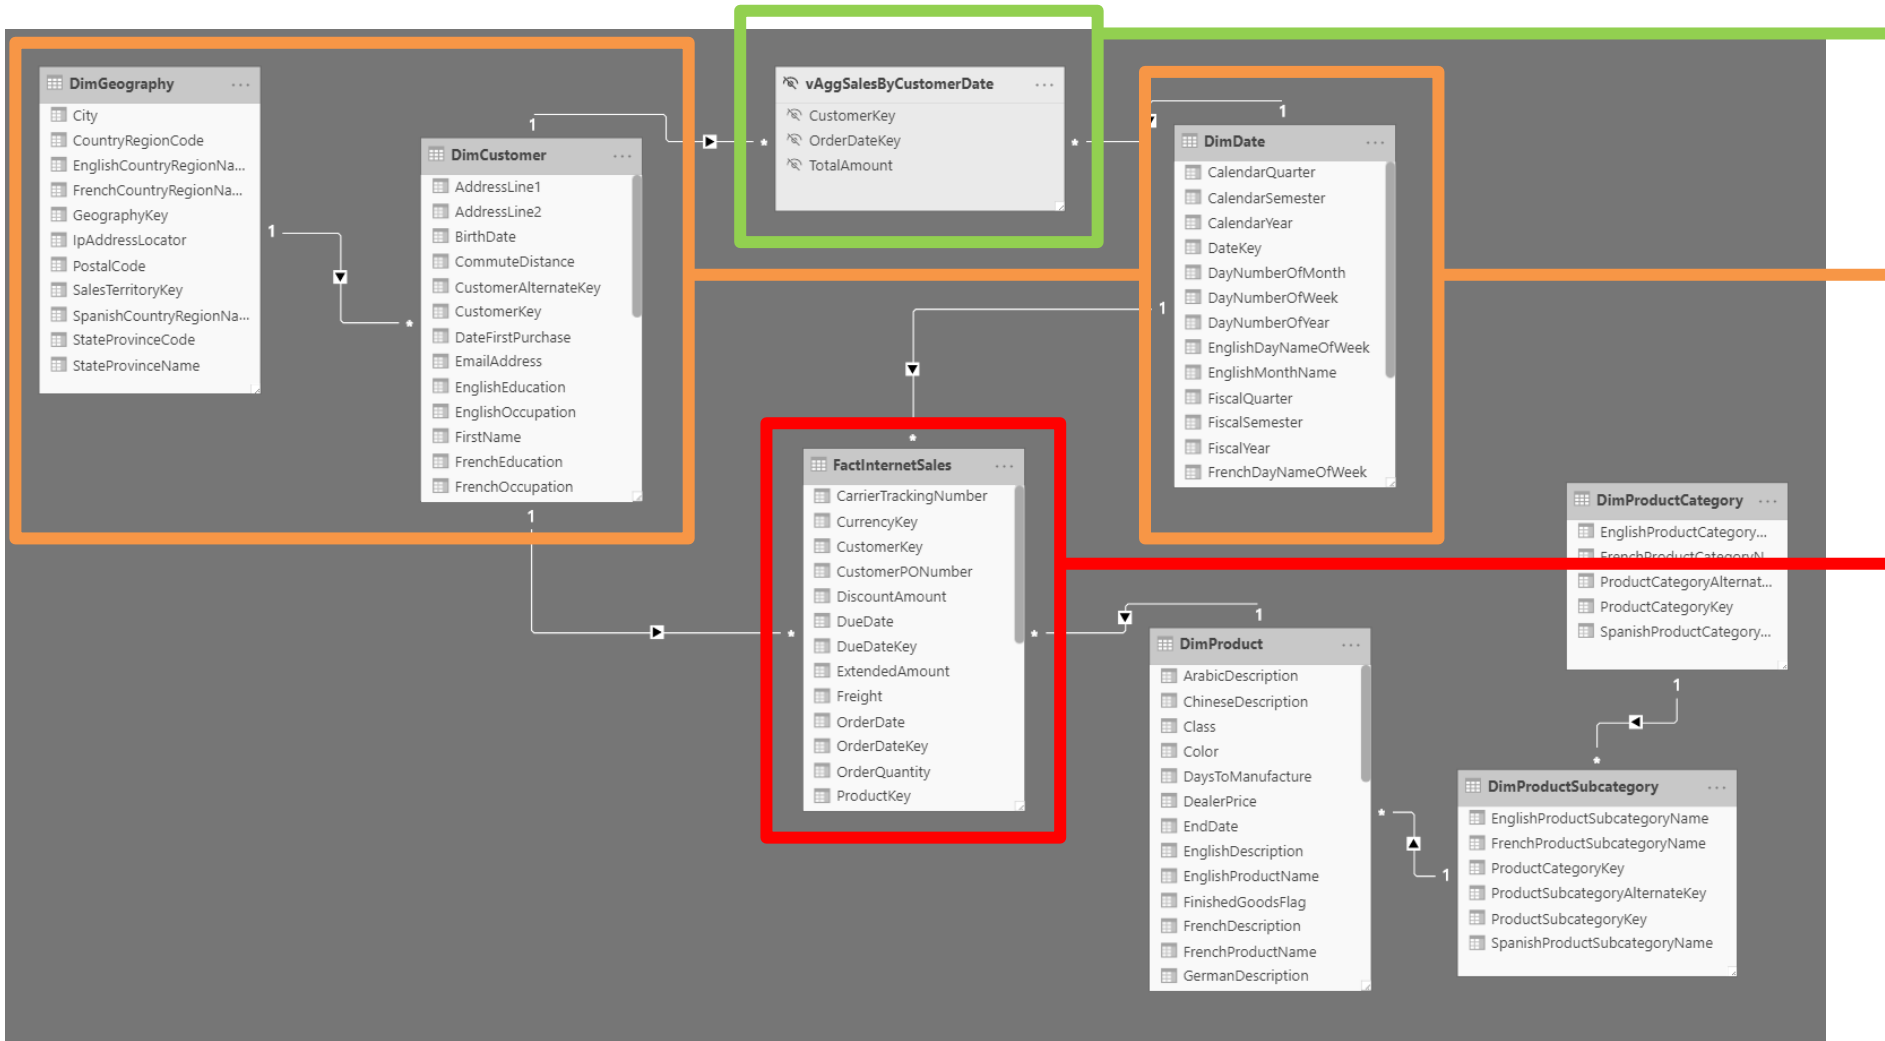 DimGeography ...
City
CountryRegionCode
EnglishCountryRegionNa...
FrenchCountryRegionNa...
GeographyKey
IpAddressLocator
PostalCode
SalesTerritoryKey
SpanishCountryRegionNa...
StateProvinceCode
StateProvinceName
1
*
1
DimCustomer ...
AddressLine1
AddressLine2
BirthDate
CommuteDistance
CustomerAlternateKey
CustomerKey
DateFirstPurchase
EmailAddress
EnglishEducation
EnglishOccupation
FirstName
FrenchEducation
FrenchOccupation
1
*
vAggSalesByCustomerDate ...
CustomerKey
OrderDateKey
TotalAmount
*
1
DimDate ...
CalendarQuarter
CalendarSemester
CalendarYear
DateKey
DayNumberOfMonth
DayNumberOfWeek
DayNumberOfYear
EnglishDayNameOfWeek
EnglishMonthName
FiscalQuarter
FiscalSemester
FiscalYear
FrenchDayNameOfWeek
1
*
FactInternetSales ...
CarrierTrackingNumber
CurrencyKey
CustomerKey
CustomerPONumber
DiscountAmount
DueDate
DueDateKey
ExtendedAmount
Freight
OrderDate
OrderDateKey
OrderQuantity
ProductKey
*
*
1
DimProduct ...
ArabicDescription
ChineseDescription
Class
Color
DaysToManufacture
DealerPrice
EndDate
EnglishDescription
EnglishProductName
FinishedGoodsFlag
FrenchDescription
FrenchProductName
GermanDescription
*
1
DimProductCategory ...
EnglishProductCategory...
FrenchProductCategoryN...
ProductCategoryAlternat...
ProductCategoryKey
SpanishProductCategory...
1
*
DimProductSubcategory ...
EnglishProductSubcategoryName
FrenchProductSubcategoryName
ProductCategoryKey
ProductSubcategoryAlternateKey
ProductSubcategoryKey
SpanishProductSubcategoryName